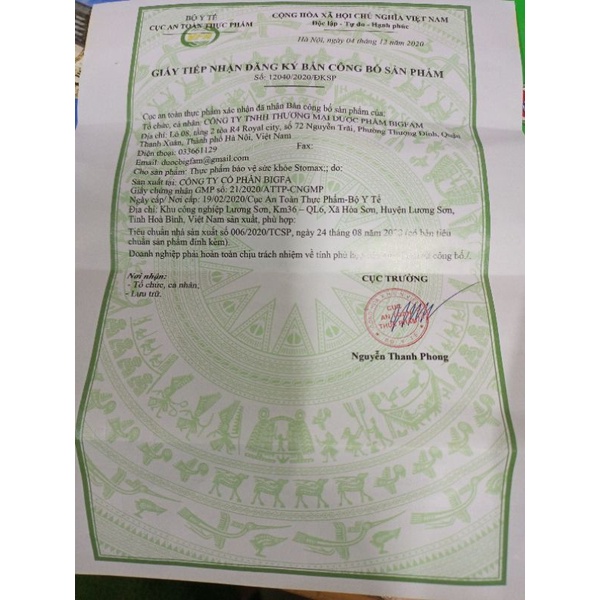 BỘ Y TẾ
CỤC AN TOÀN THỰC PHẨM
CỘNG HÒA XÃ HỘI CHỦ NGHĨA VIỆT NAM
Độc lập - Tự do - Hạnh phúc
Hà Nội, ngày 04 tháng 12 năm 2020
GIẤY TIẾP NHẬN ĐĂNG KÝ BẢN CÔNG BỐ SẢN PHẨM
Số: 12040/2020/ĐKSP
Cục an toàn thực phẩm xác nhận đã nhận Bản công bố sản phẩm của:
Tổ chức, cá nhân: CÔNG TY TNHH THƯƠNG MẠI DƯỢC PHẨM BIGFAM
Địa chỉ: Lô 08, tầng 2 tòa R4 Royal city, số 72 Nguyễn Trãi, Phường Thượng Đình, Quận
Thanh Xuân, Thành phố Hà Nội, Việt Nam
Điện thoại: 033661129 Fax:
Email: duocbigfam@gmail.com
Cho sản phẩm: Thực phẩm bảo vệ sức khỏe Stomax;; do:
Sản xuất tại: CÔNG TY CỔ PHẦN BIGFA
Giấy chứng nhận GMP số: 21/2020/ATTP-CNGMP
Ngày cấp/ Nơi cấp: 19/02/2020/Cục An Toàn Thực Phẩm-Bộ Y Tế
Địa chỉ: Khu công nghiệp Lương Sơn, Km36 – QL6, Xã Hòa Sơn, Huyện Lương Sơn,
Tỉnh Hoà Bình, Việt Nam sản xuất, phù hợp:
Tiêu chuẩn nhà sản xuất số 006/2020/TCSP, ngày 24 tháng 08 năm (có bản tiêu
chuẩn sản phẩm đính kèm)
Doanh nghiệp phải hoàn toàn chịu trách nhiệm về tính phù công bố./.
Nơi nhận:
- Tổ chức, cá nhân,
- Lưu trữ.
CỤC TRƯỞNG
CỤC
AN TOÀN
THỰC PHẨM
Nguyễn Thanh Phong